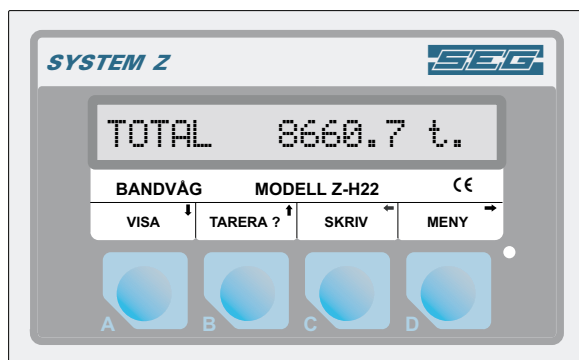 SYSTEM Z SEG
TOTAL 8660.7 t.
BANDVÅG MODELL Z-H22 CE
VISA TARERA ? SKRIV MENY
A B C D